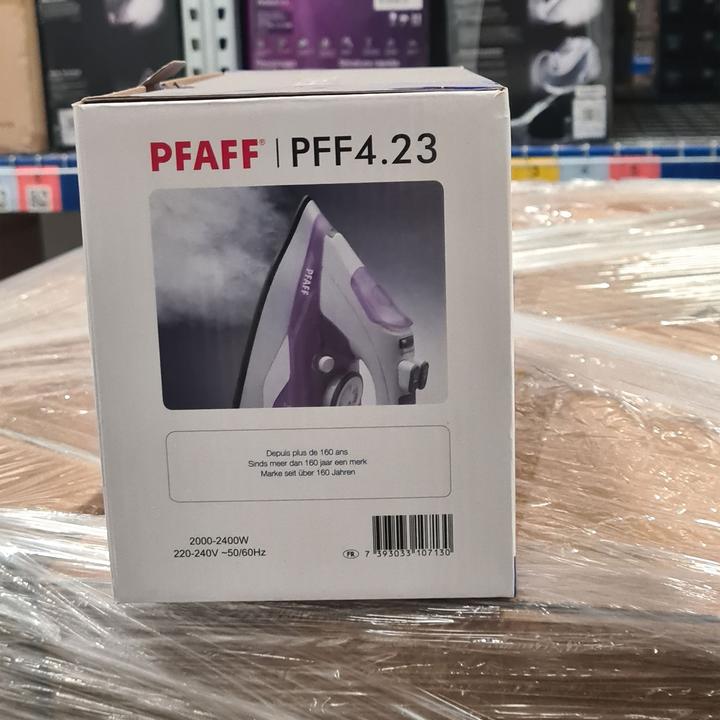 PFAFF® | PFF4.23
PFAFF
Depuis plus de 160 ans
Sinds meer dan 160 jaar een merk
Marke seit über 160 Jahren
2000-2400W
220-240V ~50/60Hz
FR 7 393033 107130